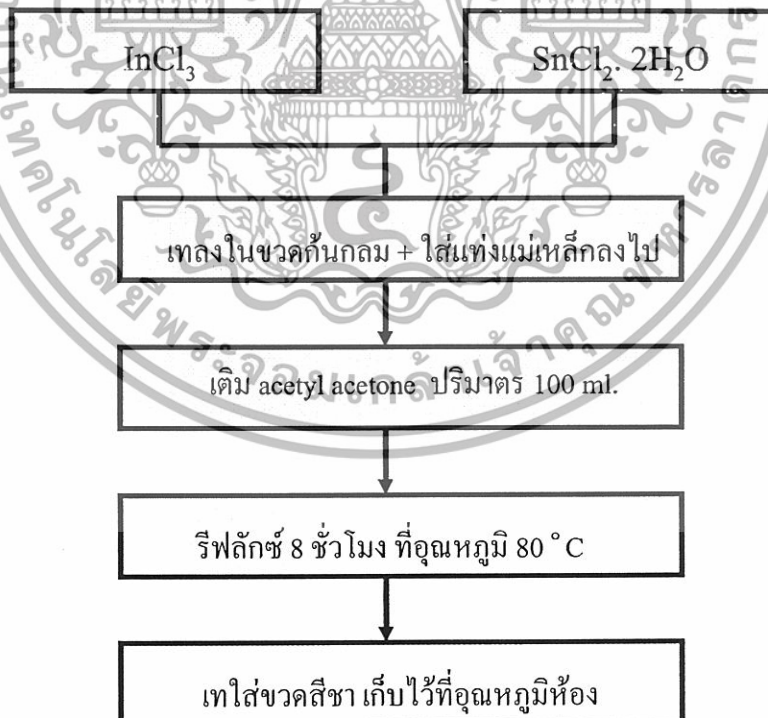 InCl₃
SnCl₂. 2H₂O
เทลงในขวดก้นกลม + ใส่แท่งแม่เหล็กลงไป
เติม acetyl acetone ปริมาตร 100 ml.
รีฟลักซ์ 8 ชั่วโมง ที่อุณหภูมิ 80 °C
เทใส่ขวดสีชา เก็บไว้ที่อุณหภูมิห้อง